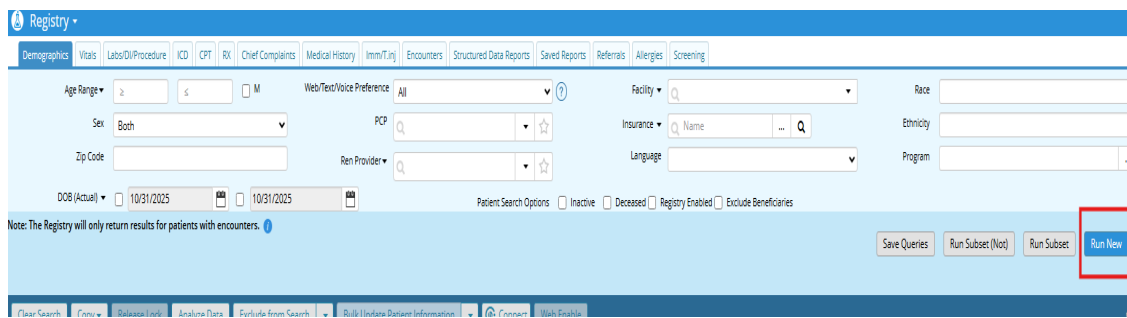 Registry
Demographics Vitals Labs/DI/Procedure ICD CPT RX Chief Complaints Medical History Imm/T.inj Encounters Structured Data Reports Saved Reports Referrals Allergies Screening
Age Range ≥ ≤ M Web/Text/Voice Preference All ? Facility Race
Sex Both PCP Insurance Name ... Ethnicity
Zip Code Ren Provider Language Program
DOB (Actual) 10/31/2025 10/31/2025 Patient Search Options Inactive Deceased Registry Enabled Exclude Beneficiaries
Note: The Registry will only return results for patients with encounters. i
Save Queries Run Subset (Not) Run Subset Run New
Clear Search Copy Release Lock Analyze Data Exclude from Search Bulk Update Patient Information Connect Web Enable